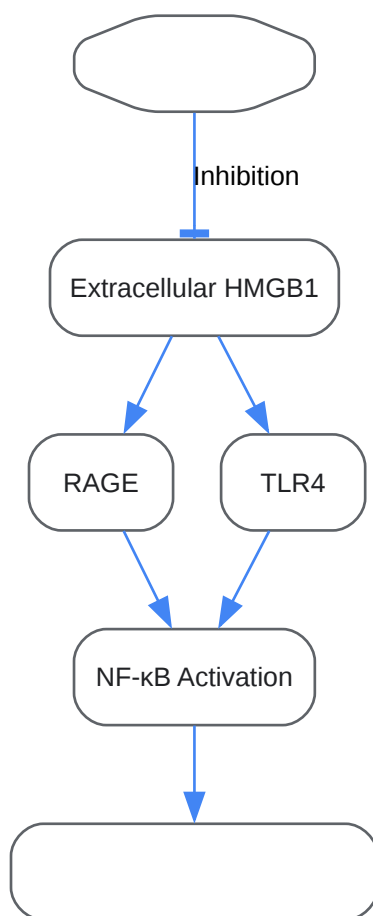 Inhibition
Extracellular HMGB1
RAGE
TLR4
NF-κB Activation